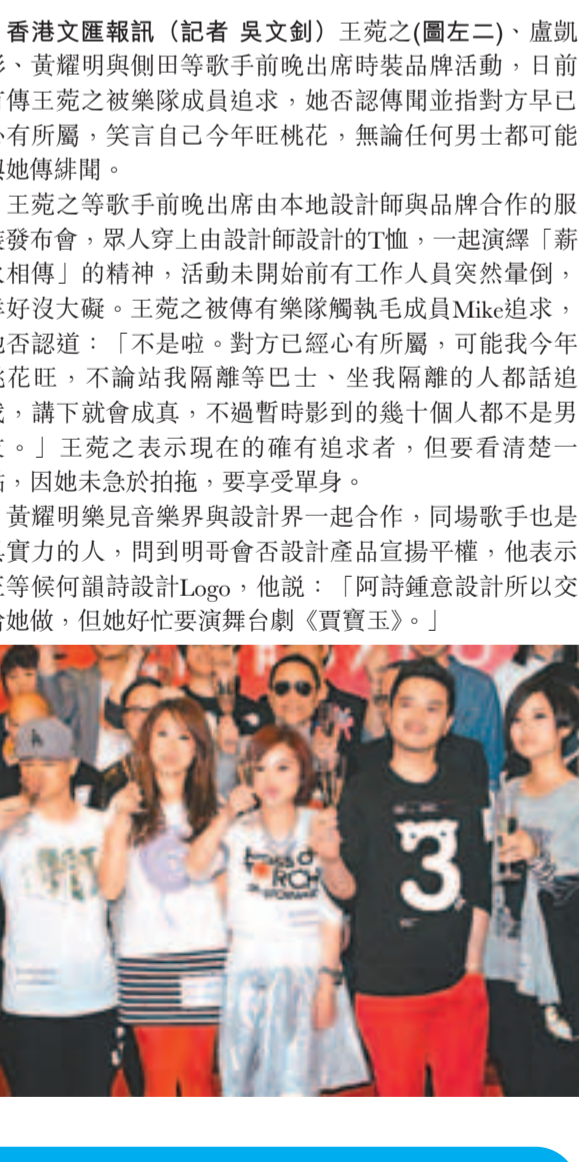 香港文匯報訊（記者 吳文釗）王菀之(圖左二)、盧凱
彤、黃耀明與側田等歌手前晚出席時裝品牌活動，日前
有傳王菀之被樂隊成員追求，她否認傳聞並指對方早已
心有所屬，笑言自己今年旺桃花，無論任何男士都可能
與她傳緋聞。
王菀之等歌手前晚出席由本地設計師與品牌合作的服
裝發布會，眾人穿上由設計師設計的T恤，一起演繹「薪
火相傳」的精神，活動未開始前有工作人員突然暈倒，
幸好沒大礙。王菀之被傳有樂隊觸執毛成員Mike追求，
她否認道：「不是啦。對方已經心有所屬，可能我今年
桃花旺，不論站我隔離等巴士、坐我隔離的人都話追
我，講下就會成真，不過暫時影到的幾十個人都不是男
友。」王菀之表示現在的確有追求者，但要看清楚一
點，因她未急於拍拖，要享受單身。
黃耀明樂見音樂界與設計界一起合作，同場歌手也是
具實力的人，問到明哥會否設計產品宣揚平權，他表示
正等候何韻詩設計Logo，他說：「阿詩鍾意設計所以交
給她做，但她好忙要演舞台劇《賈寶玉》。」
3